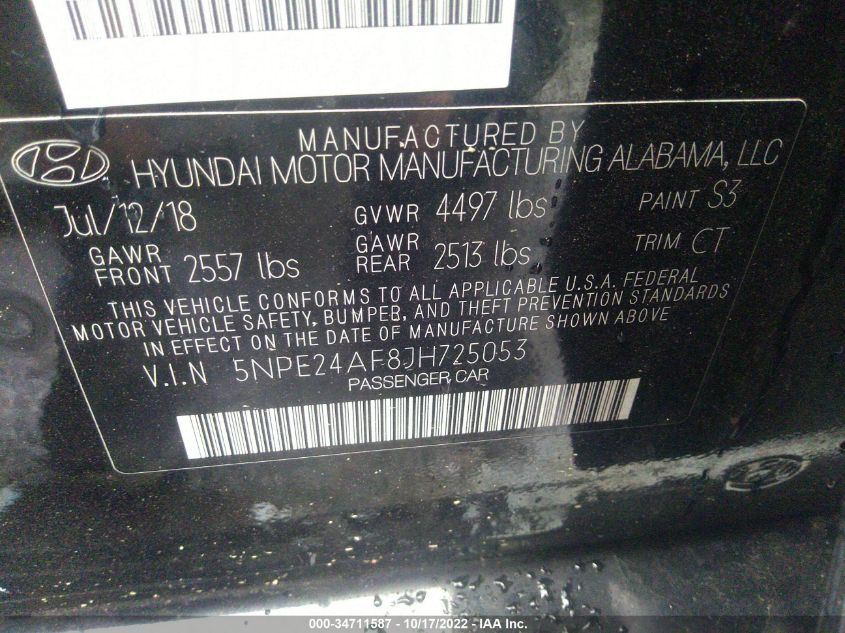 MANUFACTURED BY
HYUNDAI MOTOR MANUFACTURING ALABAMA, LLC
Jul/12/18 GVWR 4497 lbs PAINT S3
GAWR FRONT 2557 lbs GAWR REAR 2513 lbs TRIM CT
THIS VEHICLE CONFORMS TO ALL APPLICABLE U.S.A. FEDERAL
MOTOR VEHICLE SAFETY, BUMPER, AND THEFT PREVENTION STANDARDS
IN EFFECT ON THE DATE OF MANUFACTURE SHOWN ABOVE
V.I.N 5NPE24AF8JH725053
PASSENGER CAR
000-34711587 - 10/17/2022 - IAA Inc.